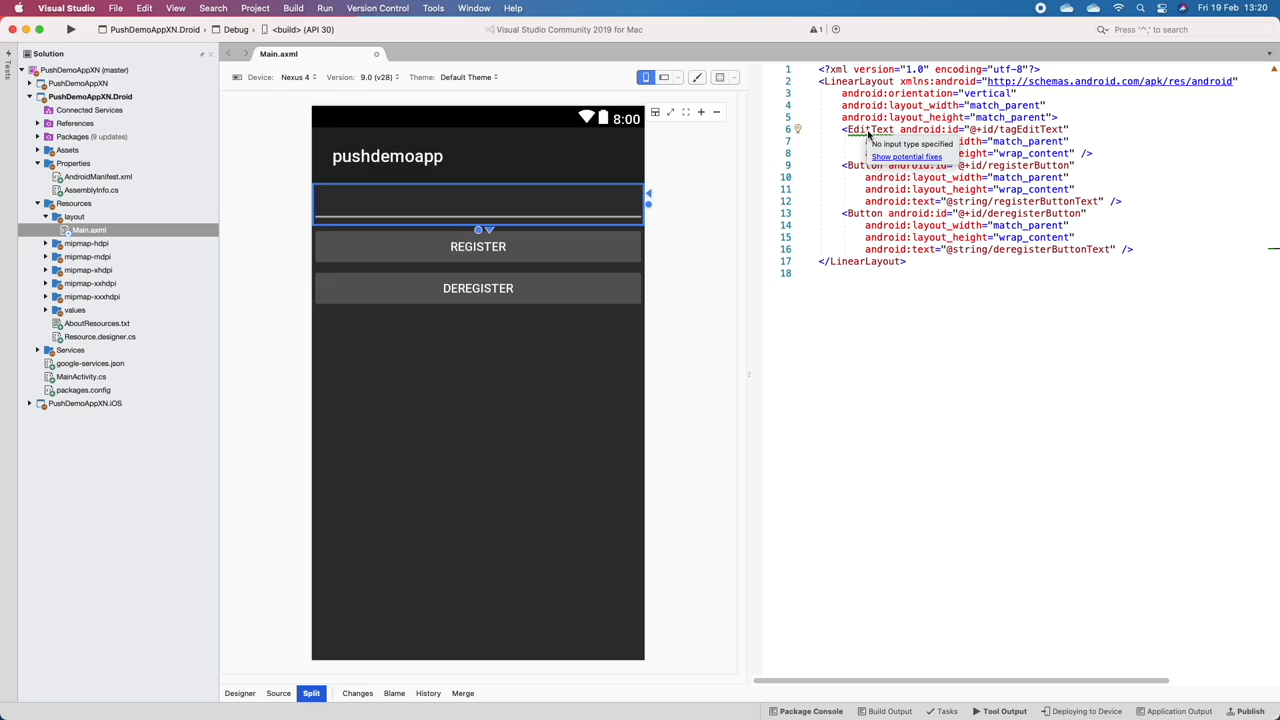 Visual Studio File Edit View Search Project Build Run Version Control Tools Window Help Fri 19 Feb 13:20
PushDemoAppXN.Droid Debug <build> (API 30) Visual Studio Community 2019 for Mac 1 Press '^,' to search
Tests
Solution
PushDemoAppXN (master)
PushDemoAppXN
PushDemoAppXN.Droid
Connected Services
References
Packages (9 updates)
Assets
Properties
AndroidManifest.xml
AssemblyInfo.cs
Resources
layout
Main.axml
mipmap-hdpi
mipmap-mdpi
mipmap-xhdpi
mipmap-xxhdpi
mipmap-xxxhdpi
values
AboutResources.txt
Resource.designer.cs
Services
google-services.json
MainActivity.cs
packages.config
PushDemoAppXN.iOS
Main.axml
Device: Nexus 4 Version: 9.0 (v28) Theme: Default Theme
8:00
pushdemoapp
REGISTER
DEREGISTER
1 <?xml version="1.0" encoding="utf-8"?>
2 <LinearLayout xmlns:android="http://schemas.android.com/apk/res/android"
3 android:orientation="vertical"
4 android:layout_width="match_parent"
5 android:layout_height="match_parent">
6 <EditText android:id="@+id/tagEditText"
7 width="match_parent"
8 height="wrap_content" />
9 <Button android:id="@+id/registerButton"
10 android:layout_width="match_parent"
11 android:layout_height="wrap_content"
12 android:text="@string/registerButtonText" />
13 <Button android:id="@+id/deregisterButton"
14 android:layout_width="match_parent"
15 android:layout_height="wrap_content"
16 android:text="@string/deregisterButtonText" />
17 </LinearLayout>
18
No input type specified
Show potential fixes
Designer Source Split Changes Blame History Merge
Package Console Build Output Tasks Tool Output Deploying to Device Application Output Publish